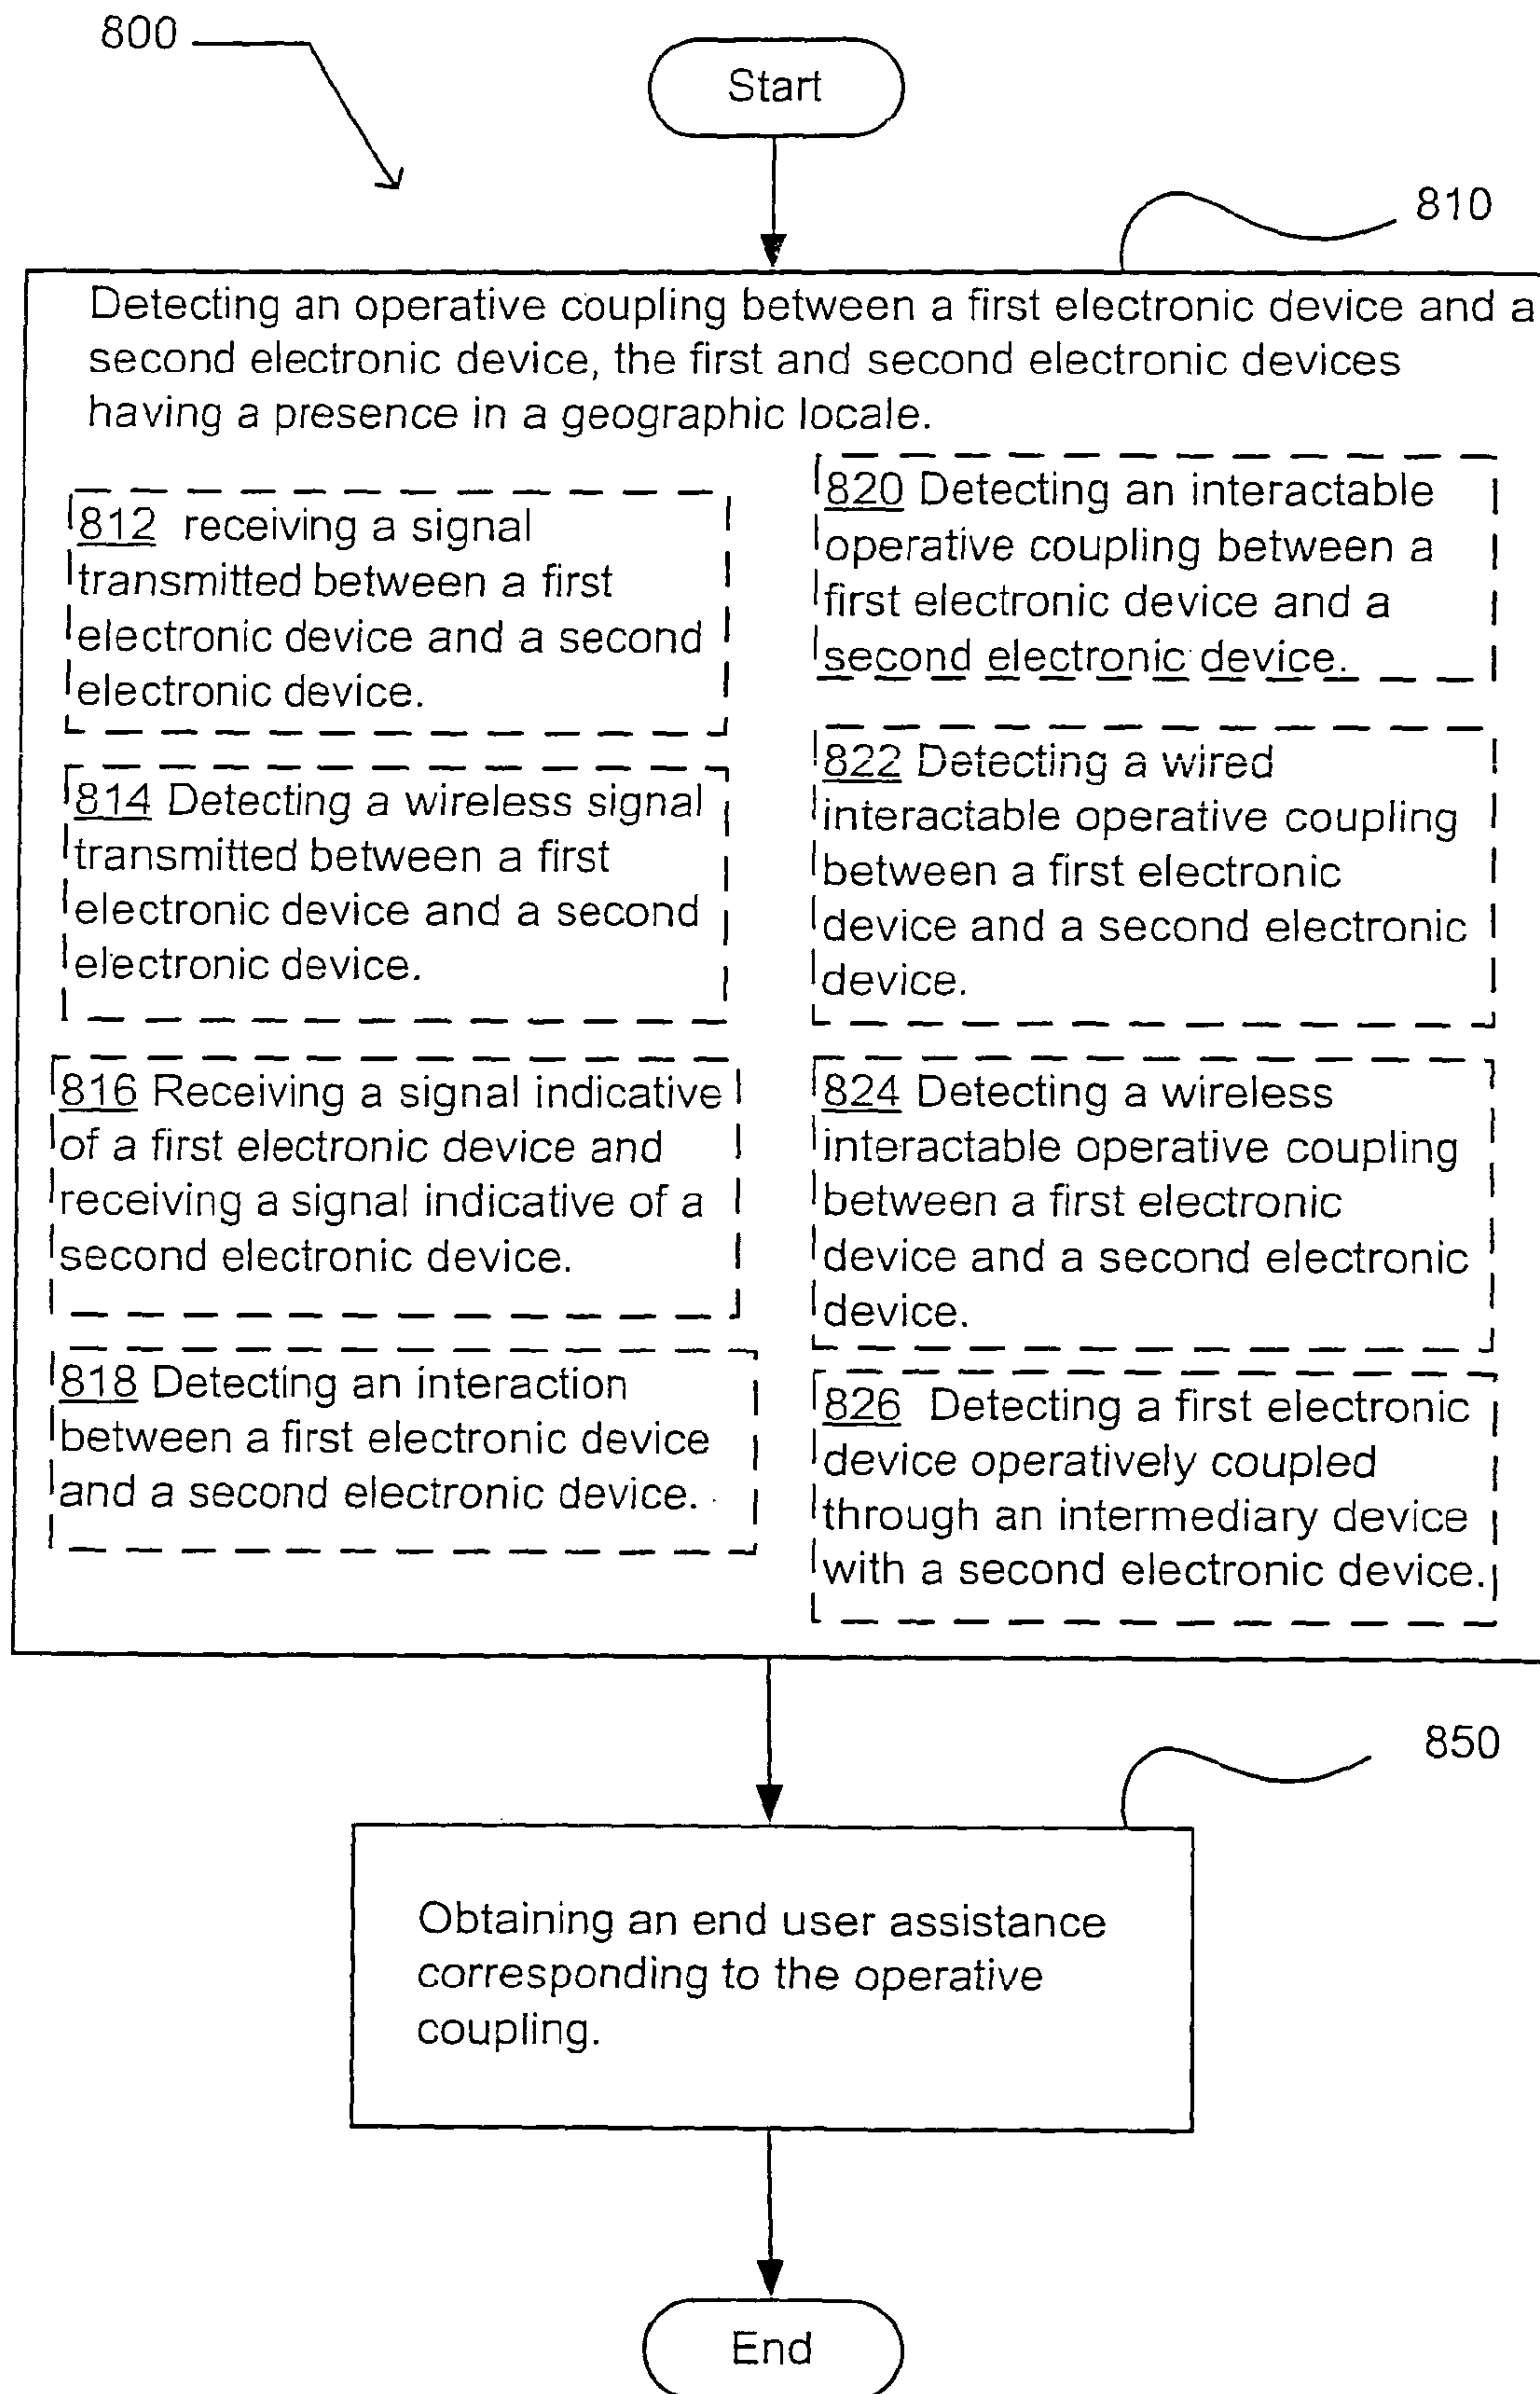 800
Start
810
Detecting an operative coupling between a first electronic device and a
second electronic device, the first and second electronic devices
having a presence in a geographic locale.
812 receiving a signal
transmitted between a first
electronic device and a second
electronic device.
814 Detecting a wireless signal
transmitted between a first
electronic device and a second
electronic device.
816 Receiving a signal indicative
of a first electronic device and
receiving a signal indicative of a
second electronic device.
818 Detecting an interaction
between a first electronic device
and a second electronic device.
820 Detecting an interactable
operative coupling between a
first electronic device and a
second electronic device.
822 Detecting a wired
interactable operative coupling
between a first electronic
device and a second electronic
device.
824 Detecting a wireless
interactable operative coupling
between a first electronic
device and a second electronic
device.
826 Detecting a first electronic
device operatively coupled
through an intermediary device
with a second electronic device.
850
Obtaining an end user assistance
corresponding to the operative
coupling.
End